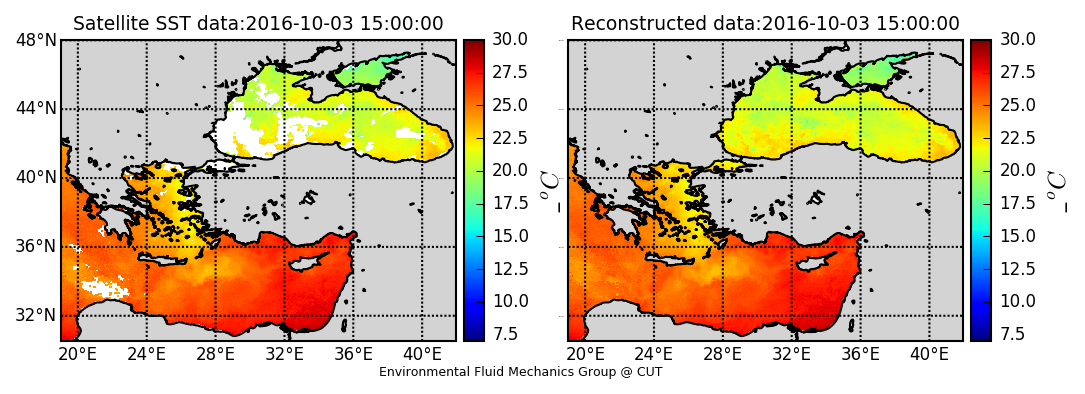 Satellite SST data:2016-10-03 15:00:00
48°N
44°N
40°N
36°N
32°N
20°E 24°E 28°E 32°E 36°E 40°E
30.0
27.5
25.0
22.5
20.0
17.5
15.0
12.5
10.0
7.5
_ °C
Reconstructed data:2016-10-03 15:00:00
20°E 24°E 28°E 32°E 36°E 40°E
30.0
27.5
25.0
22.5
20.0
17.5
15.0
12.5
10.0
7.5
_ °C
Environmental Fluid Mechanics Group @ CUT